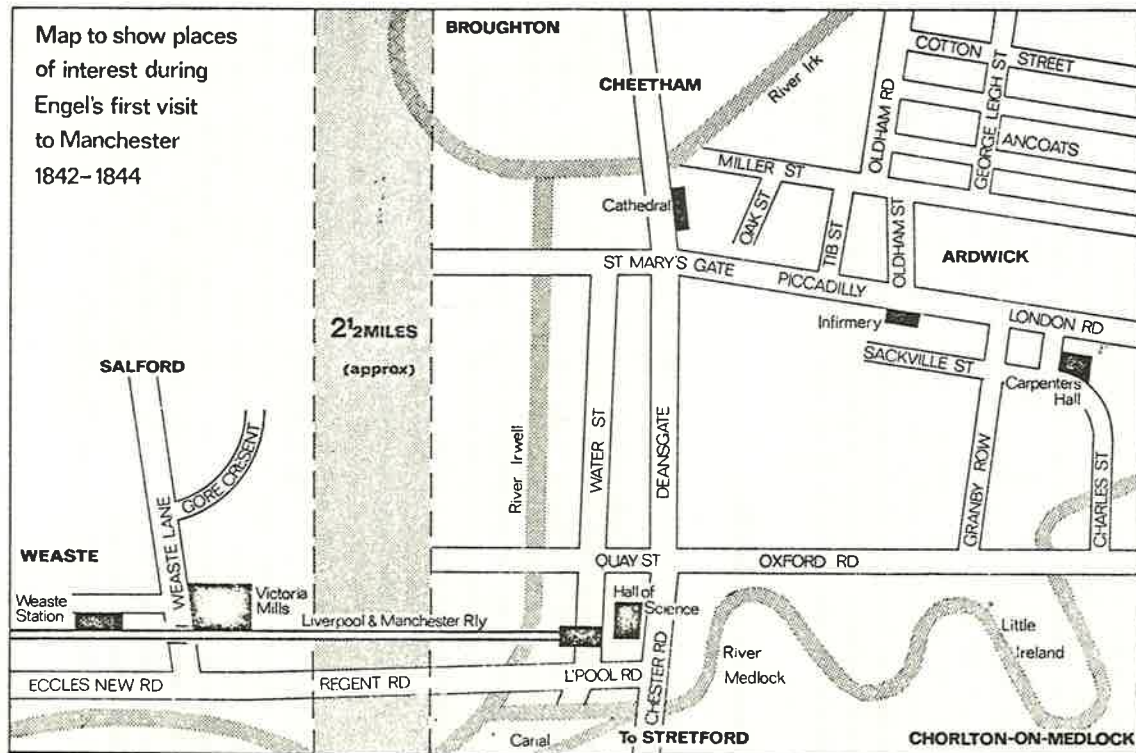 Map to show places
of interest during
Engel's first visit
to Manchester
1842–1844
BROUGHTON
CHEETHAM
River Irk
COTTON STREET
OLDHAM RD
GEORGE LEIGH ST
ANCOATS
MILLER ST
Cathedral
OAK ST
TIB ST
OLDHAM ST
ARDWICK
ST MARY'S GATE
PICCADILLY
LONDON RD
Infirmery
SACKVILLE ST
Carpenters
Hall
2½MILES
(approx)
SALFORD
GORE CRESENT
WEASTE LANE
River Irwell
WATER ST
DEANSGATE
GRANBY ROW
CHARLES ST
WEASTE
QUAY ST
OXFORD RD
Weaste
Station
Victoria
Mills
Liverpool & Manchester Rly
Hall of
Science
Little
Ireland
River
Medlock
ECCLES NEW RD
REGENT RD
L'POOL RD
CHESTER RD
Canal
To STRETFORD
CHORLTON-ON-MEDLOCK